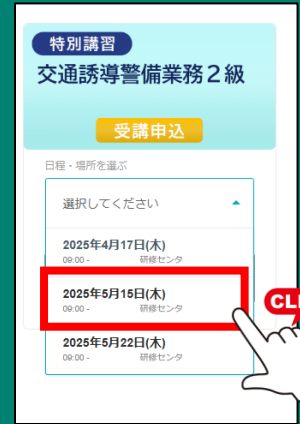 特別講習
交通誘導警備業務２級
受講申込
日程・場所を選ぶ
選択してください
2025年4月17日(木)
09:00 - 研修センタ
2025年5月15日(木)
09:00 - 研修センタ
2025年5月22日(木)
09:00 - 研修センタ